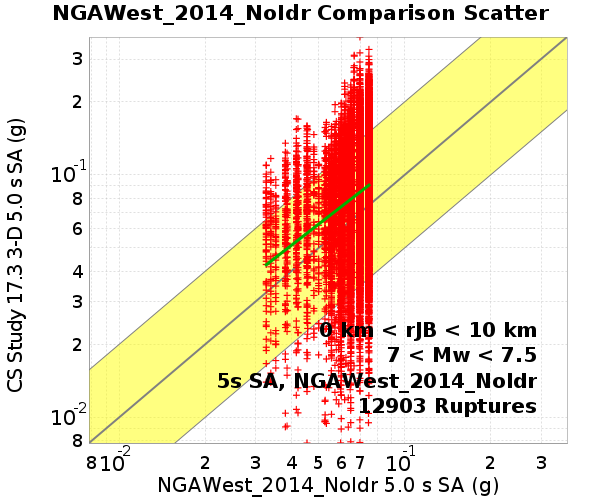 NGAWest_2014_NoIdr Comparison Scatter
CS Study 17.3 3-D 5.0 s SA (g)
3
2
10-1
8
6
4
3
2
10-2
8
0 km < rJB < 10 km
7 < Mw < 7.5
5s SA, NGAWest_2014_NoIdr
12903 Ruptures
8 10-2 2 3 4 5 6 7 10-1 2 3
NGAWest_2014_NoIdr 5.0 s SA (g)